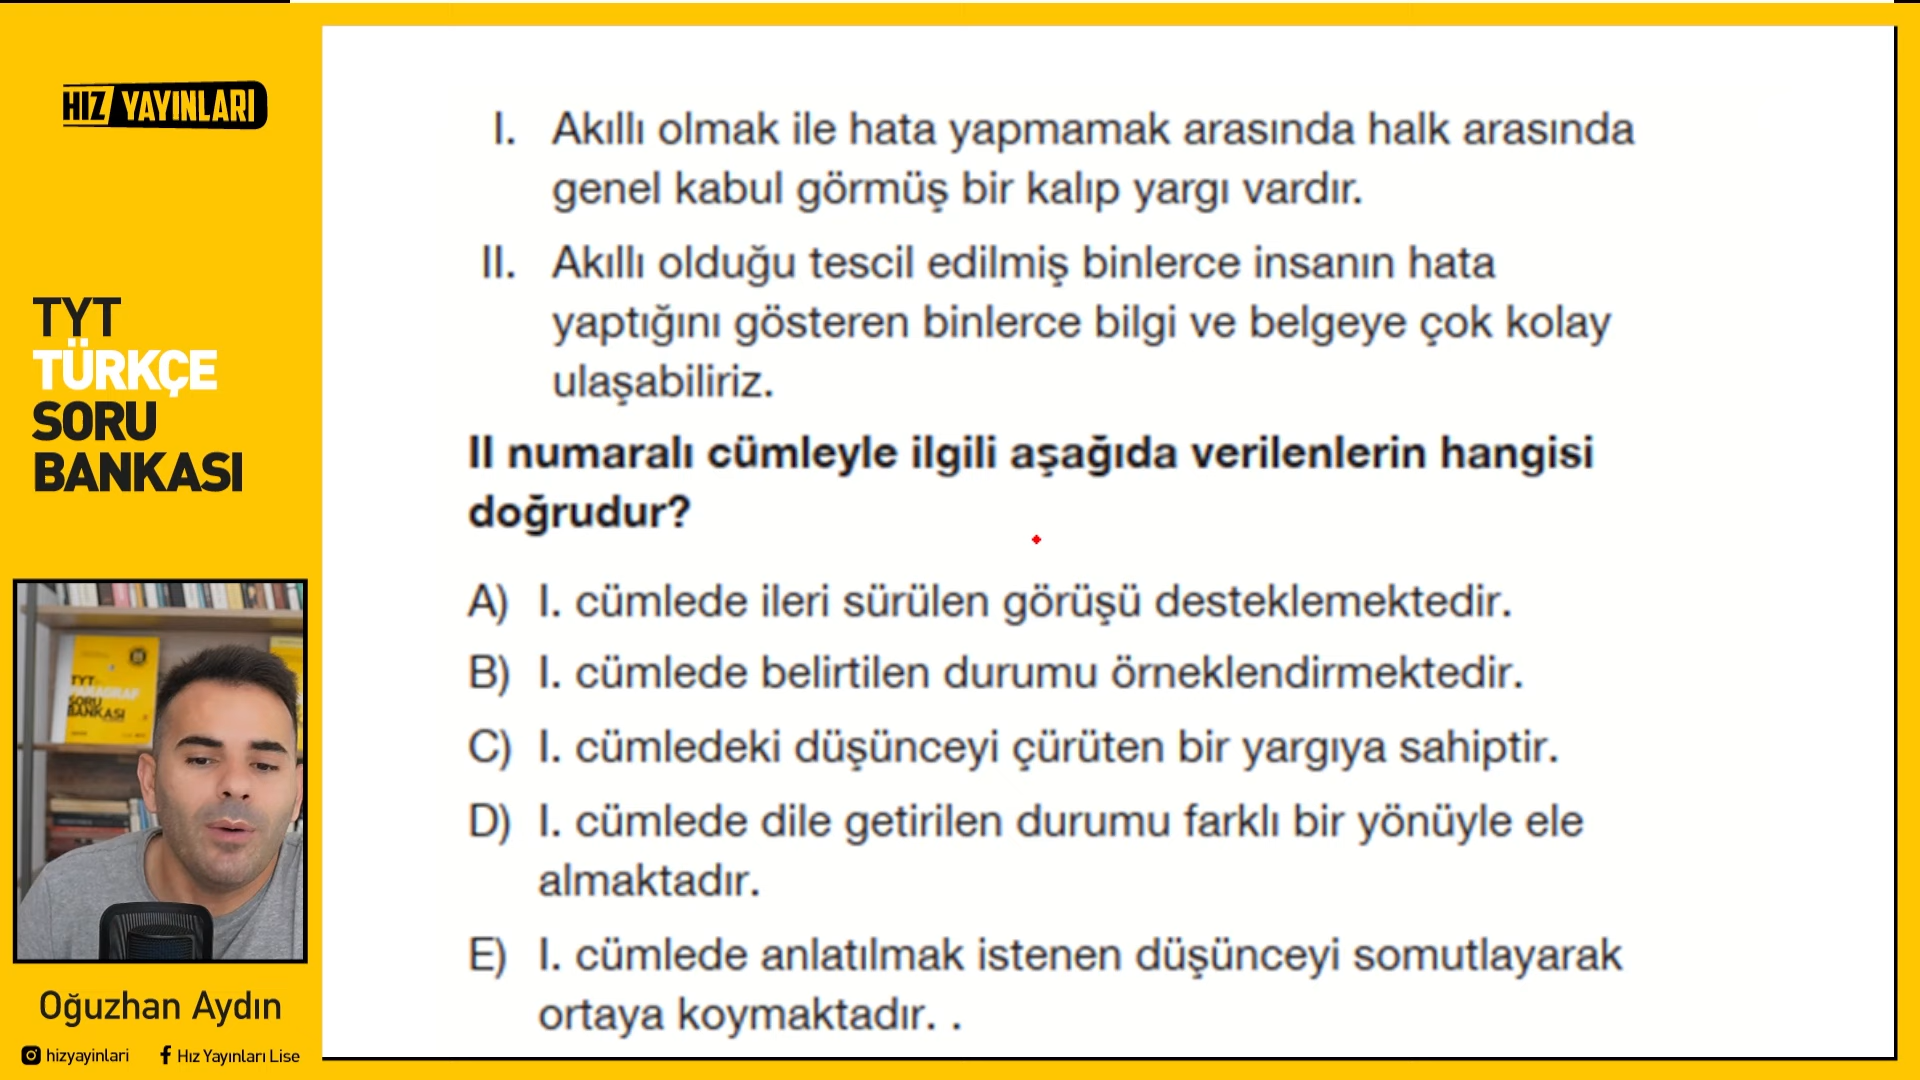 HIZ YAYINLARI
TYT
TÜRKÇE
SORU
BANKASI
I. Akıllı olmak ile hata yapmamak arasında halk arasında
genel kabul görmüş bir kalıp yargı vardır.
II. Akıllı olduğu tescil edilmiş binlerce insanın hata
yaptığını gösteren binlerce bilgi ve belgeye çok kolay
ulaşabiliriz.
II numaralı cümleyle ilgili aşağıda verilenlerin hangisi
doğrudur?
A) I. cümlede ileri sürülen görüşü desteklemektedir.
B) I. cümlede belirtilen durumu örneklendirmektedir.
C) I. cümledeki düşünceyi çürüten bir yargıya sahiptir.
D) I. cümlede dile getirilen durumu farklı bir yönüyle ele
almaktadır.
E) I. cümlede anlatılmak istenen düşünceyi somutlayarak
ortaya koymaktadır. .
TYT
PARAGRAF
SORU
BANKASI
Oğuzhan Aydın
hizyayinlari
Hız Yayınları Lise